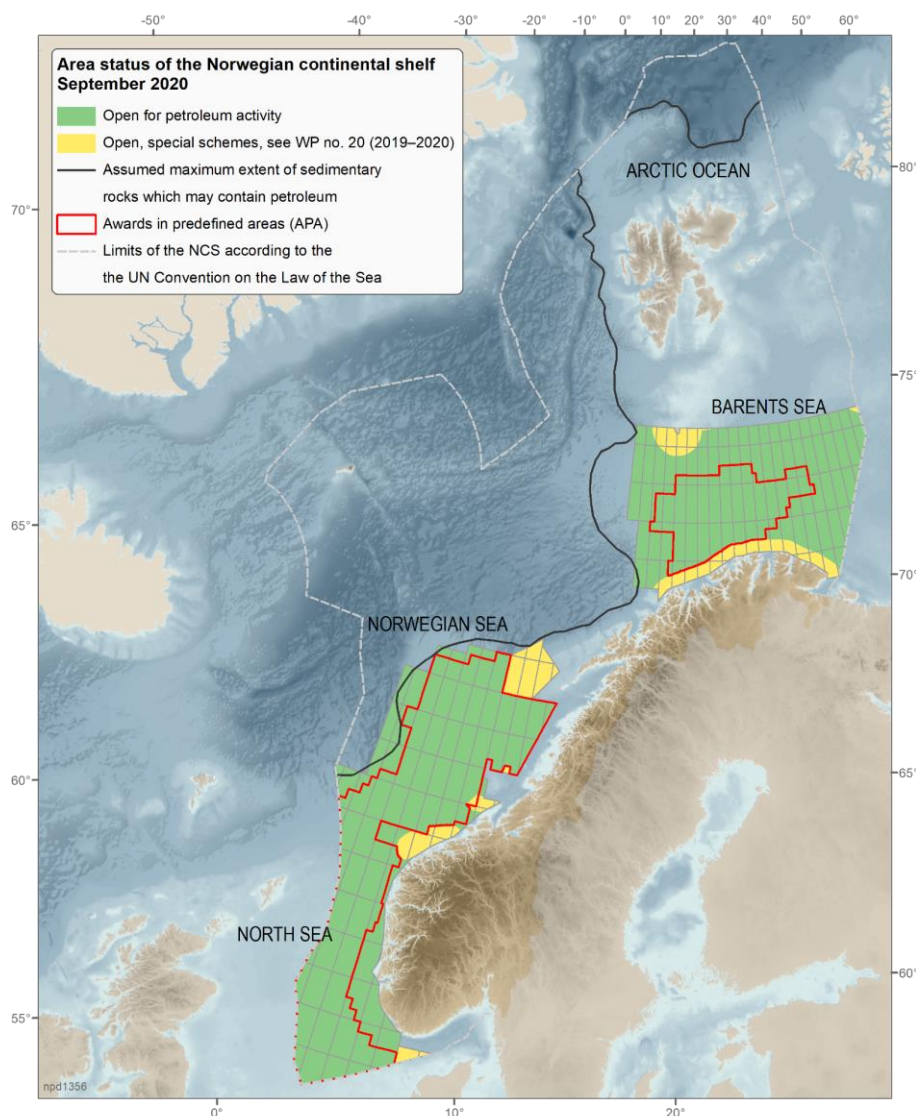 -50°
-40°
-30°
-20°
0°
10°
20°
30°
40°
50°
60°
Area status of the Norwegian continental shelf
September 2020
Open for petroleum activity
Open, special schemes, see WP no. 20 (2019–2020)
Assumed maximum extent of sedimentary
rocks which may contain petroleum
Awards in predefined areas (APA)
Limits of the NCS according to the
the UN Convention on the Law of the Sea
ARCTIC OCEAN
80°
70°
75°
BARENTS SEA
65°
70°
NORWEGIAN SEA
60°
65°
NORTH SEA
60°
55°
npd1356
0°
10°
20°